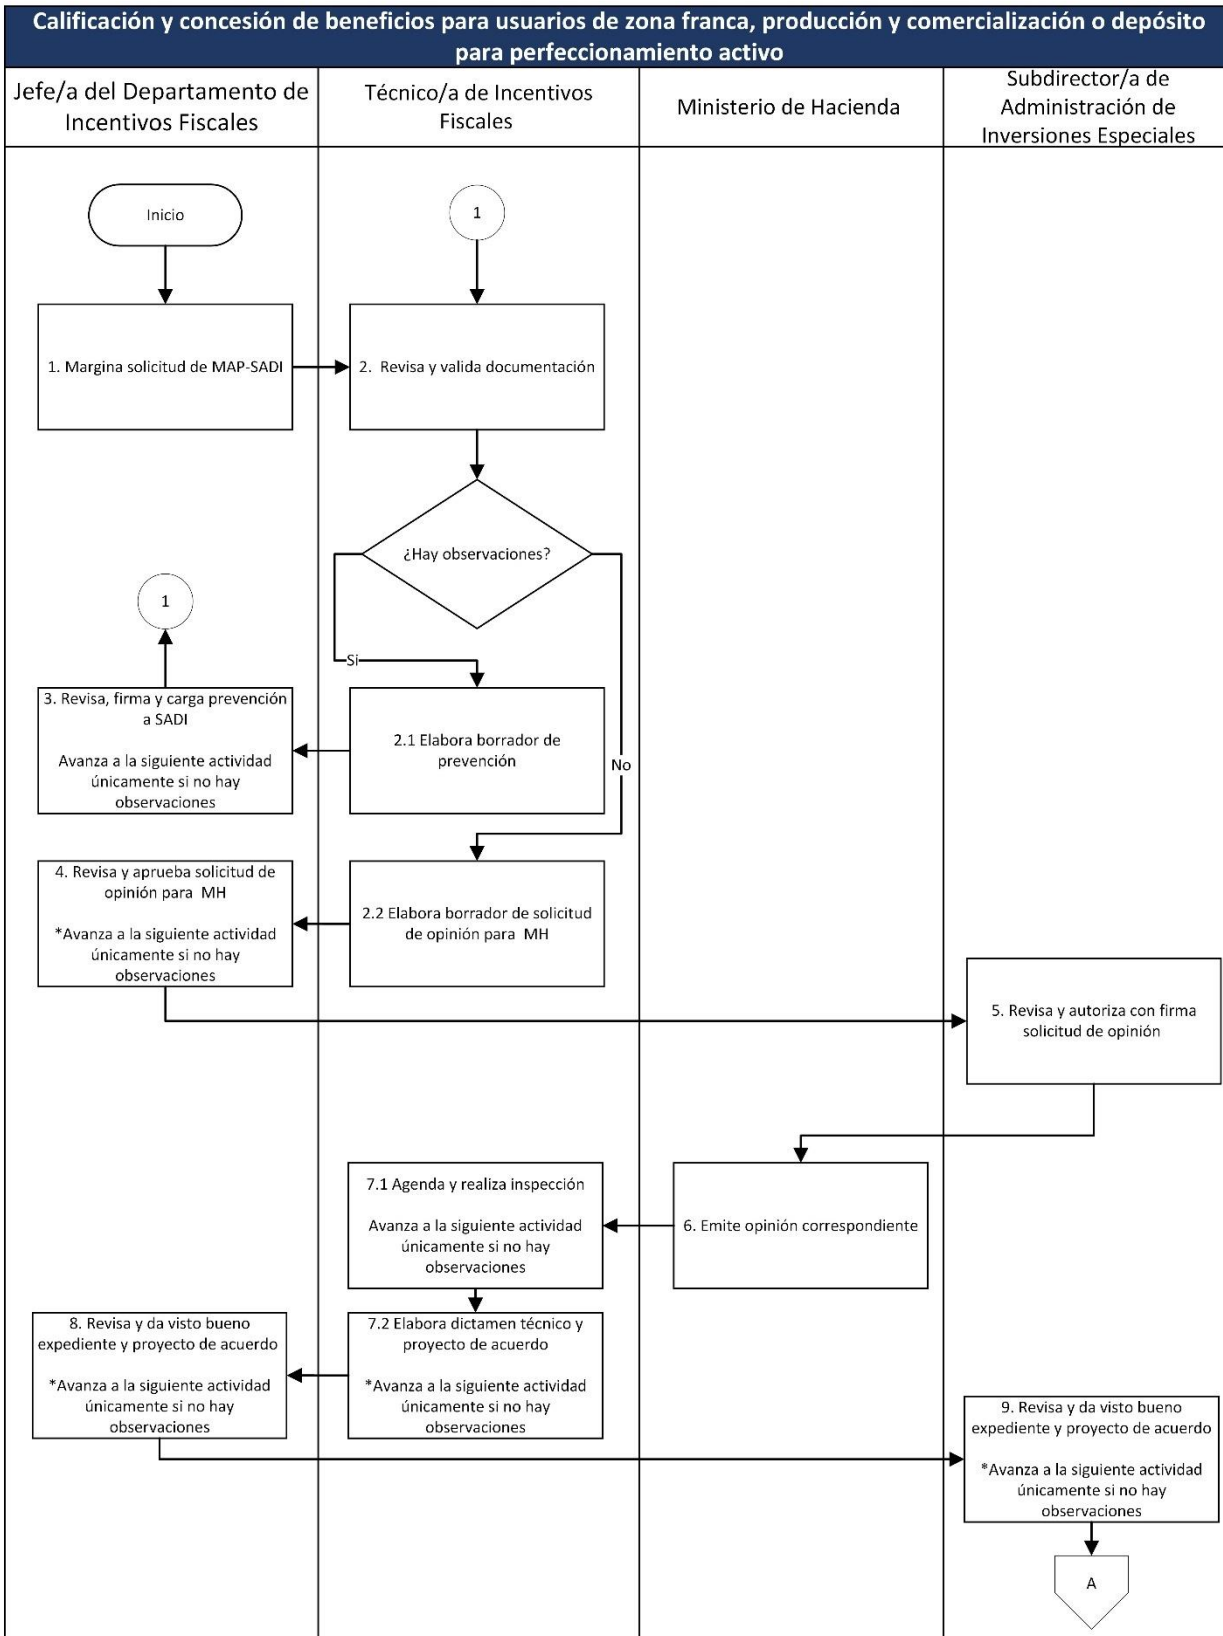 Calificación y concesión de beneficios para usuarios de zona franca, producción y comercialización o depósito
para perfeccionamiento activo
Jefe/a del Departamento de
Incentivos Fiscales
Técnico/a de Incentivos
Fiscales
Ministerio de Hacienda
Subdirector/a de
Administración de
Inversiones Especiales
Inicio
1
1. Margina solicitud de MAP-SADI
2. Revisa y valida documentación
¿Hay observaciones?
1
Si
3. Revisa, firma y carga prevención
a SADI
Avanza a la siguiente actividad
únicamente si no hay
observaciones
2.1 Elabora borrador de
prevención
No
4. Revisa y aprueba solicitud de
opinión para MH
*Avanza a la siguiente actividad
únicamente si no hay
observaciones
2.2 Elabora borrador de solicitud
de opinión para MH
5. Revisa y autoriza con firma
solicitud de opinión
7.1 Agenda y realiza inspección
Avanza a la siguiente actividad
únicamente si no hay
observaciones
6. Emite opinión correspondiente
8. Revisa y da visto bueno
expediente y proyecto de acuerdo
*Avanza a la siguiente actividad
únicamente si no hay
observaciones
7.2 Elabora dictamen técnico y
proyecto de acuerdo
*Avanza a la siguiente actividad
únicamente si no hay
observaciones
9. Revisa y da visto bueno
expediente y proyecto de acuerdo
*Avanza a la siguiente actividad
únicamente si no hay
observaciones
A